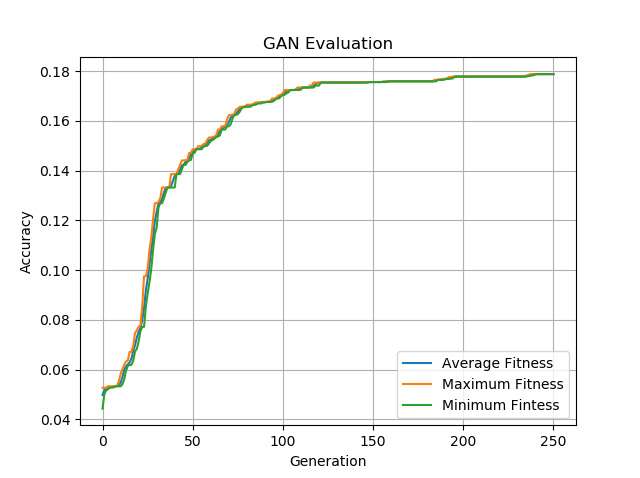 GAN Evaluation
0.18
0.16
0.14
0.12
0.10
0.08
0.06
0.04
Accuracy
0 50 100 150 200 250
Generation
Average Fitness
Maximum Fitness
Minimum Fintess